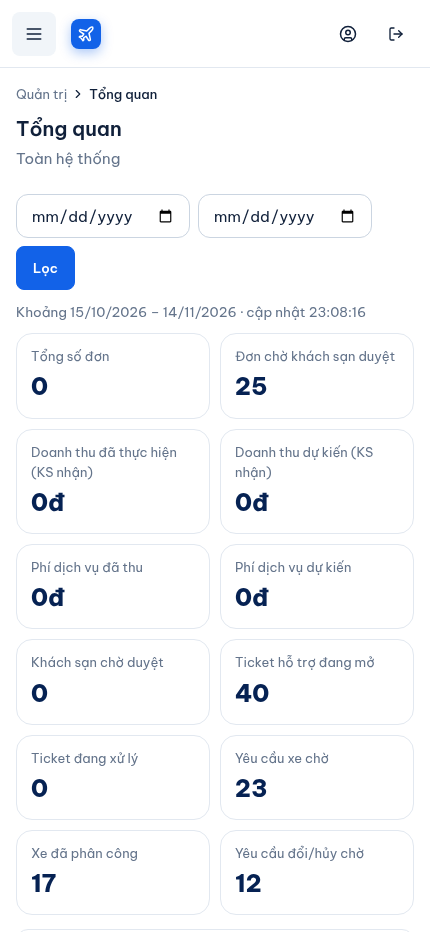 Quản trị > Tổng quan
Tổng quan
Toàn hệ thống
mm/dd/yyyy mm/dd/yyyy
Lọc
Khoảng 15/10/2026 – 14/11/2026 · cập nhật 23:08:16
Tổng số đơn
0
Đơn chờ khách sạn duyệt
25
Doanh thu đã thực hiện
(KS nhận)
0đ
Doanh thu dự kiến (KS
nhận)
0đ
Phí dịch vụ đã thu
0đ
Phí dịch vụ dự kiến
0đ
Khách sạn chờ duyệt
0
Ticket hỗ trợ đang mở
40
Ticket đang xử lý
0
Yêu cầu xe chờ
23
Xe đã phân công
17
Yêu cầu đổi/hủy chờ
12